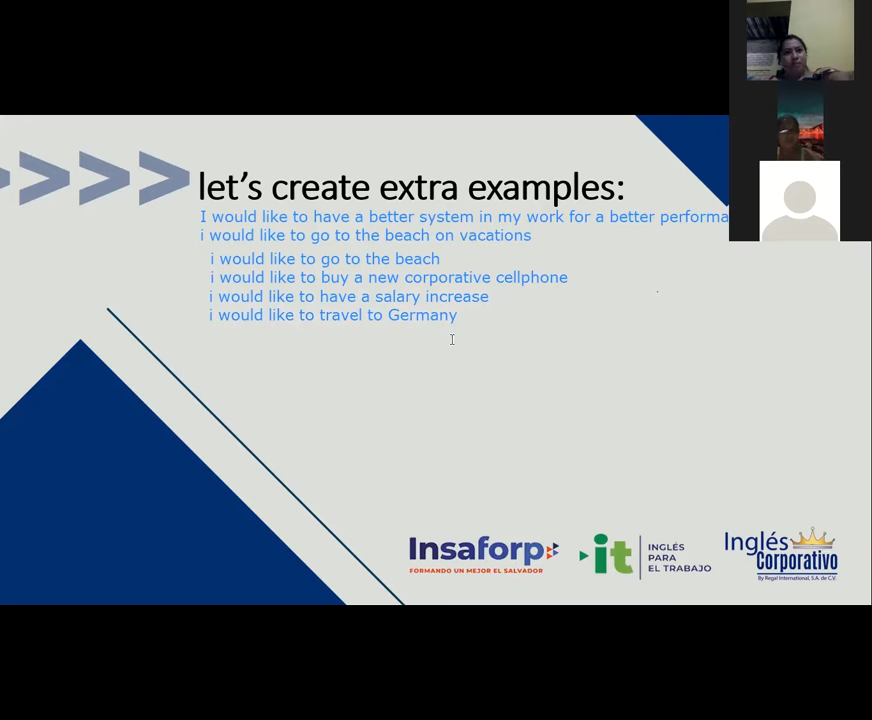 let's create extra examples:
I would like to have a better system in my work for a better
i would like to go to the beach on vacations
i would like to go to the beach
i would like to buy a new corporative cellphone
i would like to have a salary increase
i would like to travel to Germany
Insaforp
FORMANDO UN MEJOR EL SALVADOR
it
INGLÉS
PARA
EL TRABAJO
Inglés
Corporativo
By Regal International, S.A. de C.V.